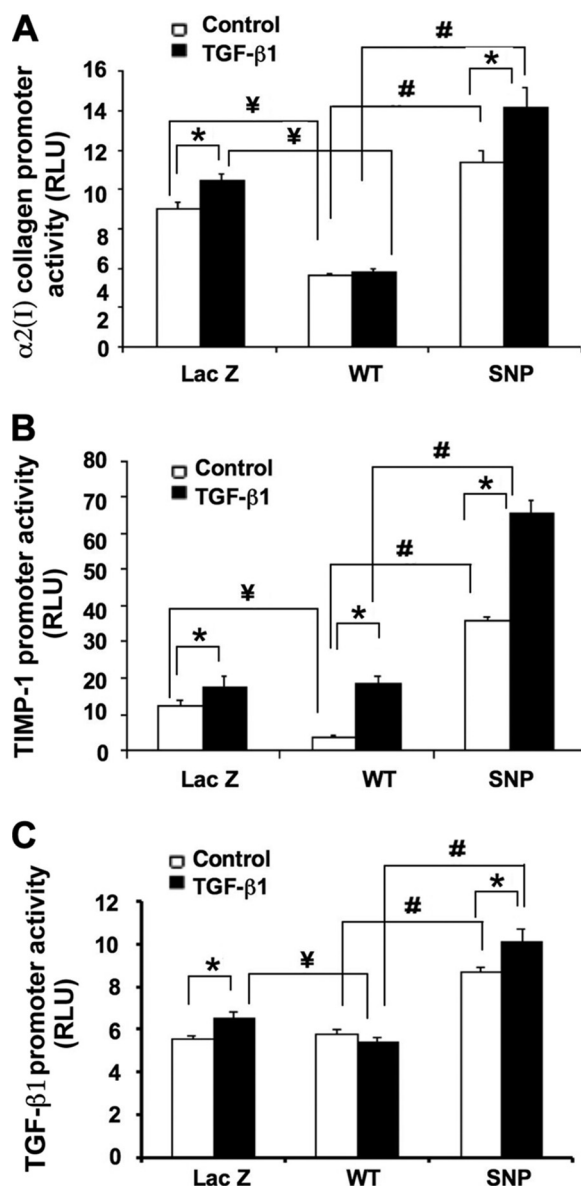 A
Control
TGF-β1
α2(I) collagen promoter
activity (RLU)
16
14
12
10
8
6
4
2
0
#
*
#
¥
*
¥
Lac Z WT SNP
B
Control
TGF-β1
TIMP-1 promoter activity
(RLU)
80
70
60
50
40
30
20
10
0
#
*
#
¥
*
*
Lac Z WT SNP
C
Control
TGF-β1
TGF-β1 promoter activity
(RLU)
12
10
8
6
4
2
0
#
*
#
*
¥
Lac Z WT SNP